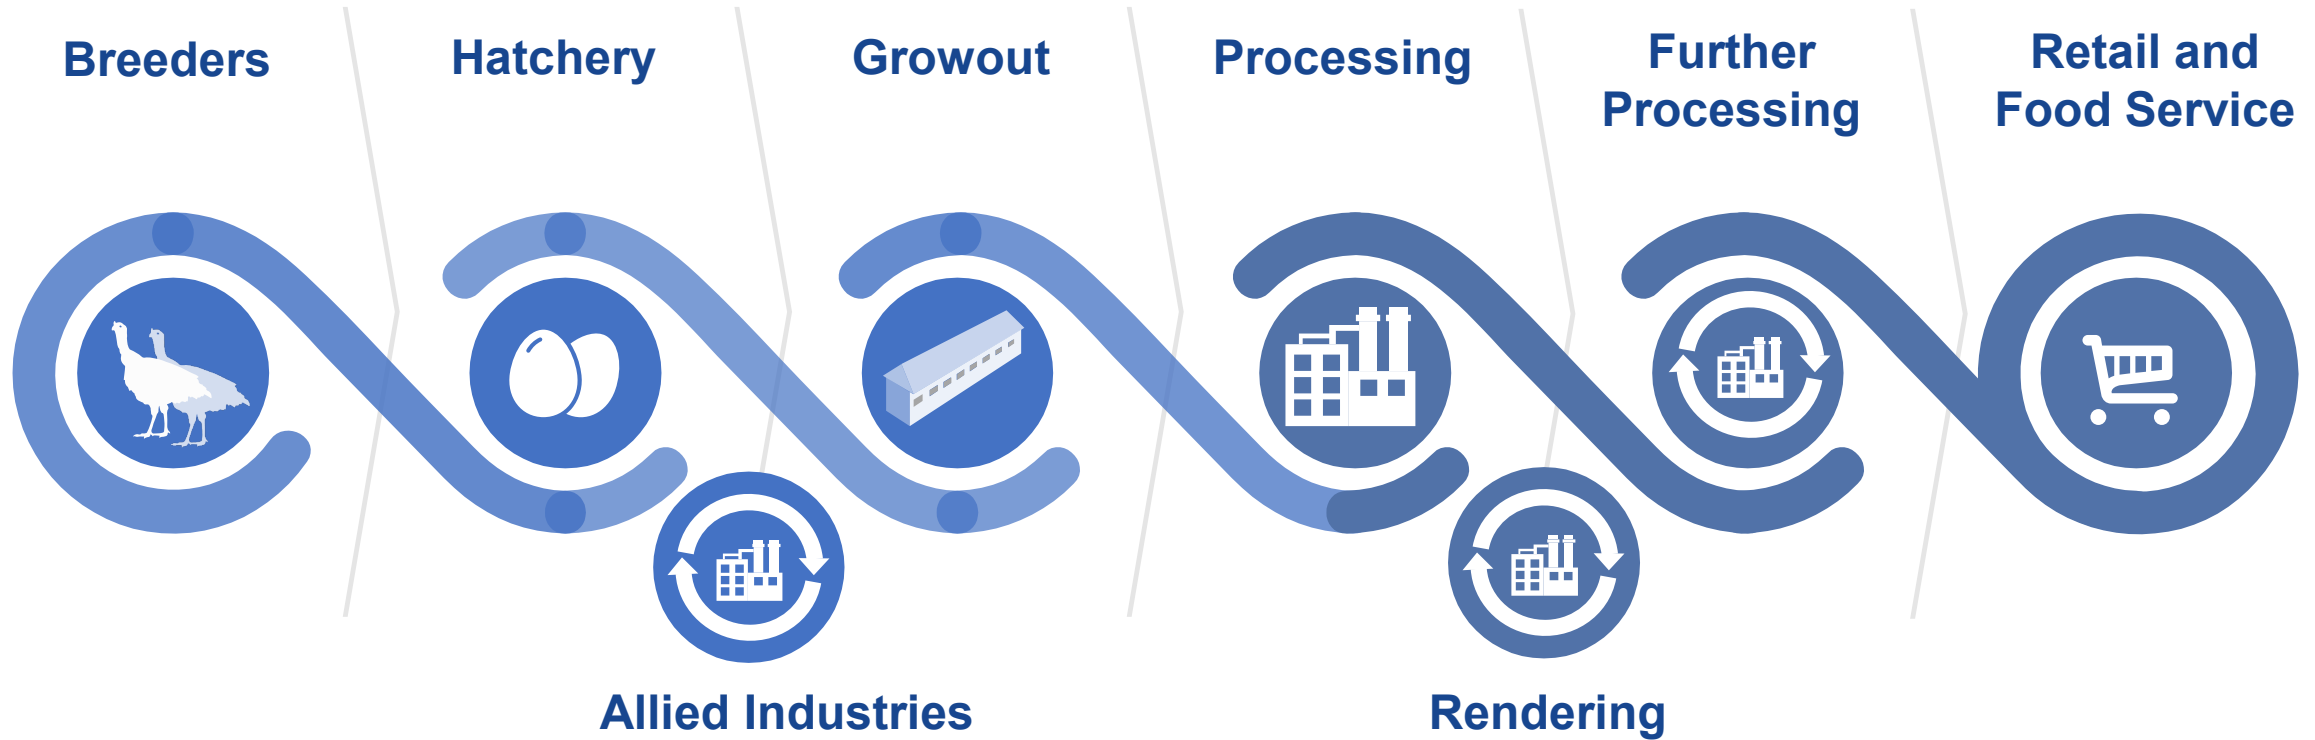 Breeders
Hatchery
Growout
Processing
Further
Processing
Retail and
Food Service
Allied Industries
Rendering